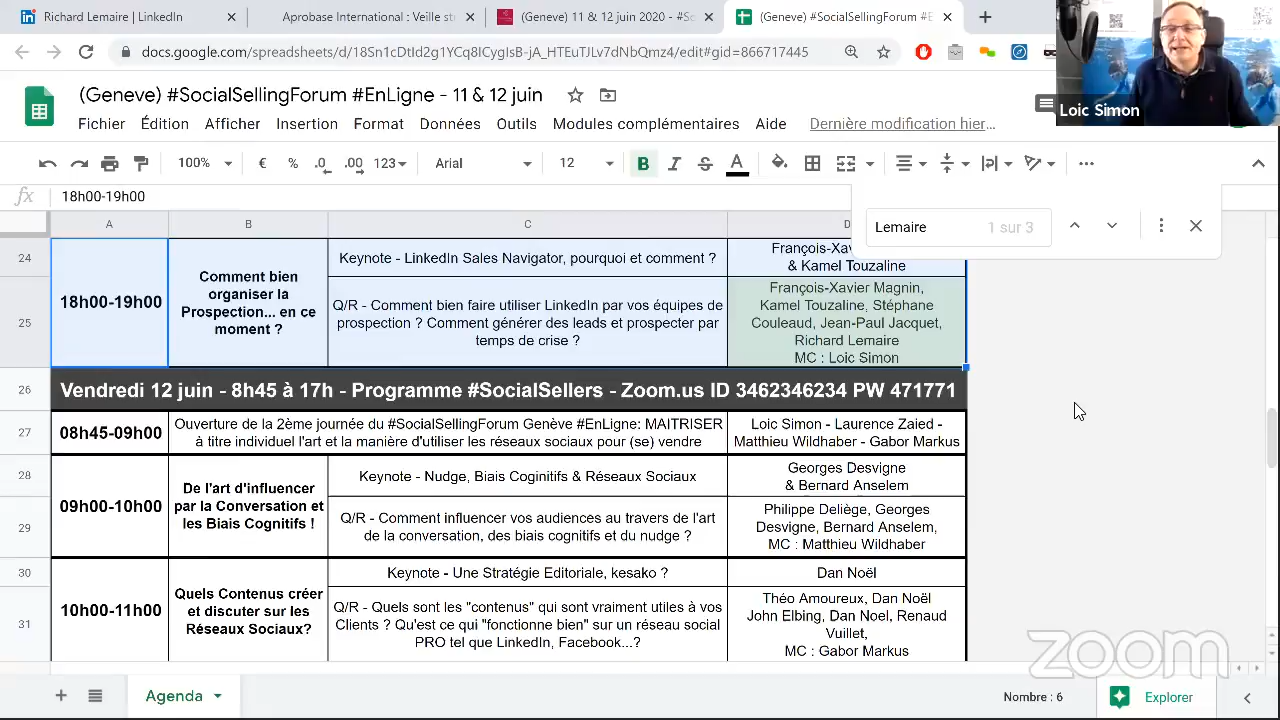 Richard Lemaire | LinkedIn
AproBase International - veille st
(Genève) 11 & 12 juin 2020 - #So
(Geneve) #SocialSellingForum #E
(Geneve) #SocialSellingForum #EnLigne - 11 & 12 juin
Fichier Édition Afficher Insertion Outils Modules complémentaires Aide Dernière modification hier…
Loic Simon
100% € % .0 .00 123 Arial 12 B I S A
fx 18h00-19h00
Lemaire 1 sur 3
A B C D
24
Keynote - LinkedIn Sales Navigator, pourquoi et comment ?
& Kamel Touzaline
18h00-19h00
Comment bien
organiser la
Prospection... en ce
moment ?
25
Q/R - Comment bien faire utiliser LinkedIn par vos équipes de
prospection ? Comment générer des leads et prospecter par
temps de crise ?
François-Xavier Magnin,
Kamel Touzaline, Stéphane
Couleaud, Jean-Paul Jacquet,
Richard Lemaire
MC : Loic Simon
26
Vendredi 12 juin - 8h45 à 17h - Programme #SocialSellers - Zoom.us ID 3462346234 PW 471771
27
08h45-09h00
Ouverture de la 2ème journée du #SocialSellingForum Genève #EnLigne: MAITRISER
à titre individuel l'art et la manière d'utiliser les réseaux sociaux pour (se) vendre
Loic Simon - Laurence Zaied -
Matthieu Wildhaber - Gabor Markus
28
09h00-10h00
De l'art d'influencer
par la Conversation et
les Biais Cognitifs !
Keynote - Nudge, Biais Coginitifs & Réseaux Sociaux
Georges Desvigne
& Bernard Anselem
29
Q/R - Comment influencer vos audiences au travers de l'art
de la conversation, des biais cognitifs et du nudge ?
Philippe Deliège, Georges
Desvigne, Bernard Anselem,
MC : Matthieu Wildhaber
30
10h00-11h00
Quels Contenus créer
et discuter sur les
Réseaux Sociaux?
Keynote - Une Stratégie Editoriale, kesako ?
Dan Noël
31
Q/R - Quels sont les "contenus" qui sont vraiment utiles à vos
Clients ? Qu'est ce qui "fonctionne bien" sur un réseau social
PRO tel que LinkedIn, Facebook...?
Théo Amoureux, Dan Noël
John Elbing, Dan Noel, Renaud
Vuillet,
MC : Gabor Markus
zoom
Agenda
Nombre : 6
Explorer